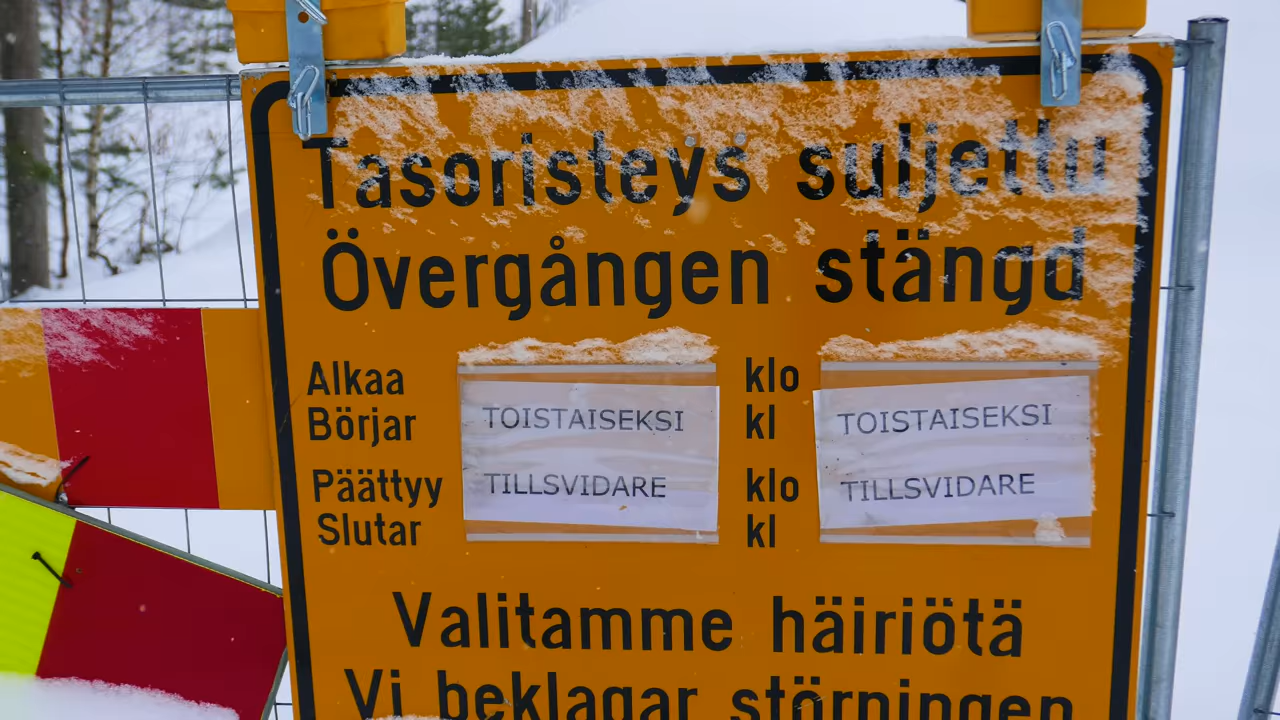 Tasoristeys suljettu
Övergången stängd
Alkaa TOISTAISEKSI klo TOISTAISEKSI
Börjar kl
Päättyy TILLSVIDARE klo TILLSVIDARE
Slutar kl
Valitamme häiriötä
Vi beklagar störningen